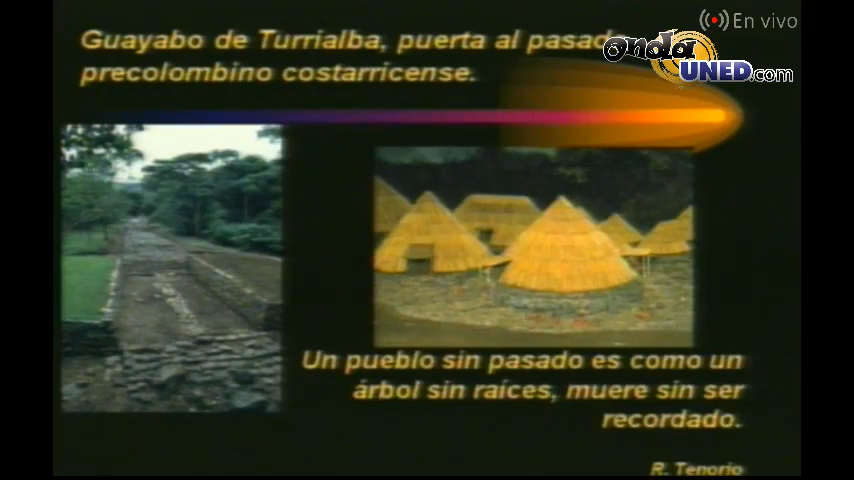 En vivo
Guayabo de Turrialba, puerta al pasado
precolombino costarricense.
onda
UNED.com
Un pueblo sin pasado es como un
árbol sin raíces, muere sin ser
recordado.
R. Tenorio